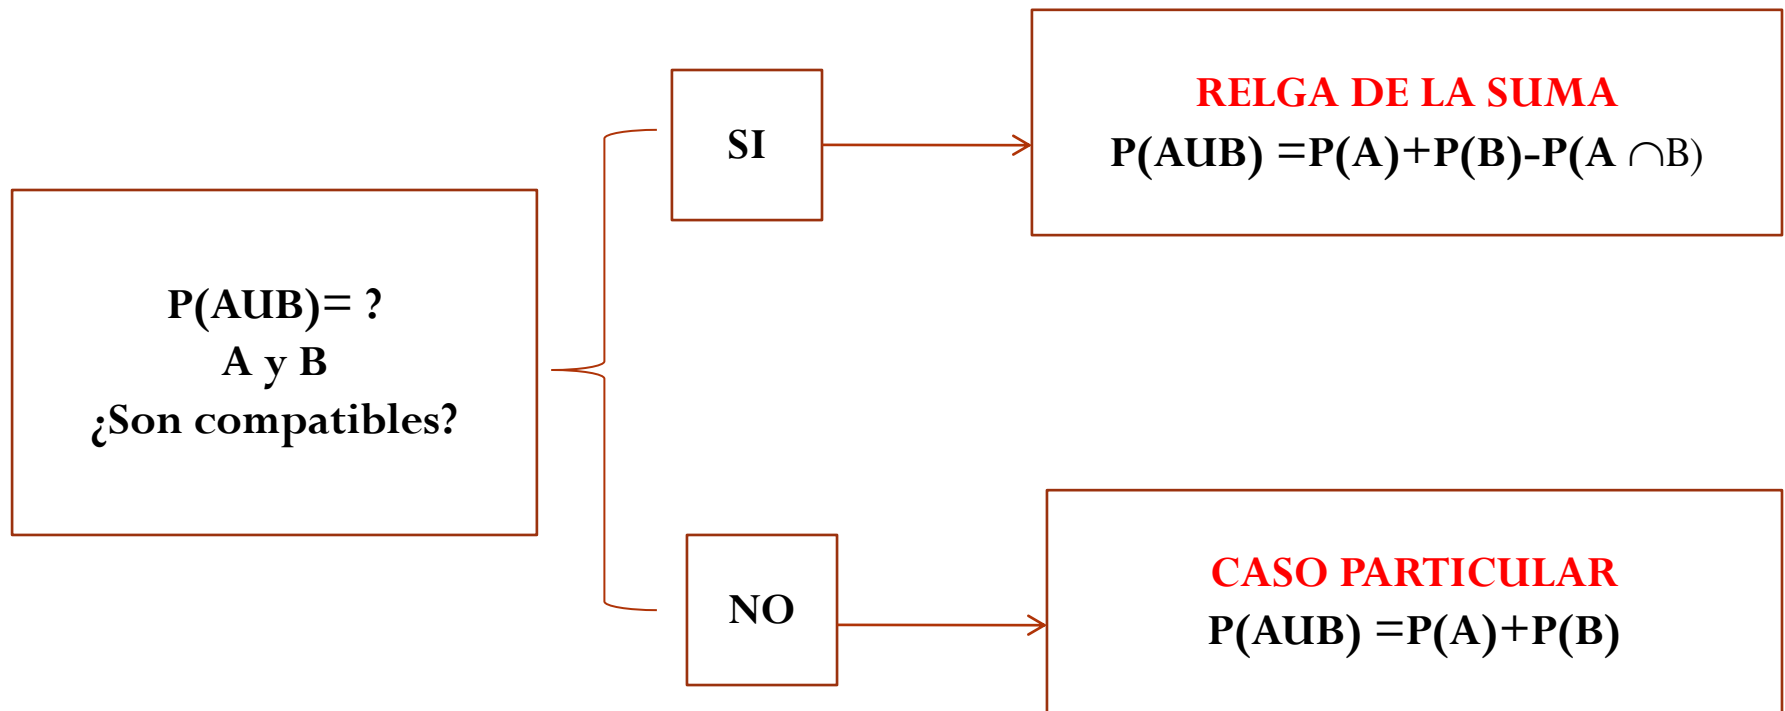 P(AUB)= ?
A y B
¿Son compatibles?
SI
RELGA DE LA SUMA
P(AUB) =P(A)+P(B)-P(A ∩B)
NO
CASO PARTICULAR
P(AUB) =P(A)+P(B)